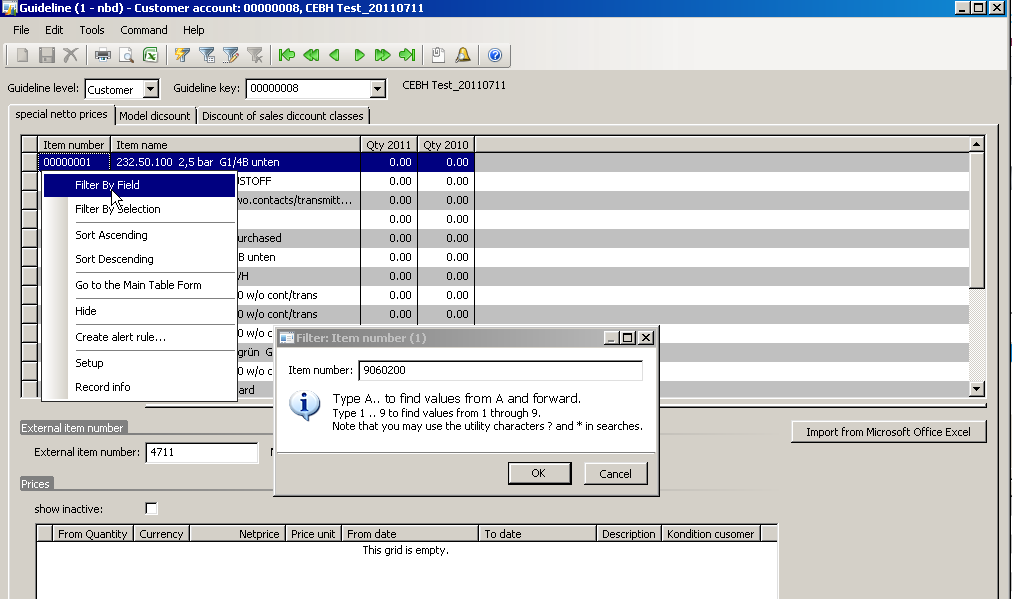 Guideline (1 - nbd) - Customer account: 00000008, CEBH Test_20110711
File Edit Tools Command Help
Guideline level: Customer Guideline key: 00000008 CEBH Test_20110711
special netto prices Model dicsount Discount of sales diccount classes
Item number Item name Qty 2011 Qty 2010
00000001 232.50.100 2,5 bar G1/4B unten 0.00 0.00
Filter By Field
JSTOFF 0.00 0.00
wo.contacts/transmitt... 0.00 0.00
Filter By Selection
0.00 0.00
Sort Ascending
urchased 0.00 0.00
Sort Descending
B unten 0.00 0.00
/H 0.00 0.00
Go to the Main Table Form
0 w/o cont/trans 0.00 0.00
Hide
0 w/o cont/trans 0.00 0.00
Create alert rule...
0 w/o c
grün G
Setup
0 w/o c
Record info
ard
Filter: Item number (1)
Item number: 9060200
Type A.. to find values from A and forward.
Type 1 .. 9 to find values from 1 through 9.
Note that you may use the utility characters ? and * in searches.
OK Cancel
External item number
Import from Microsoft Office Excel
External item number: 4711
Prices
show inactive:
From Quantity Currency Netprice Price unit From date To date Description Kondition cusomer
This grid is empty.